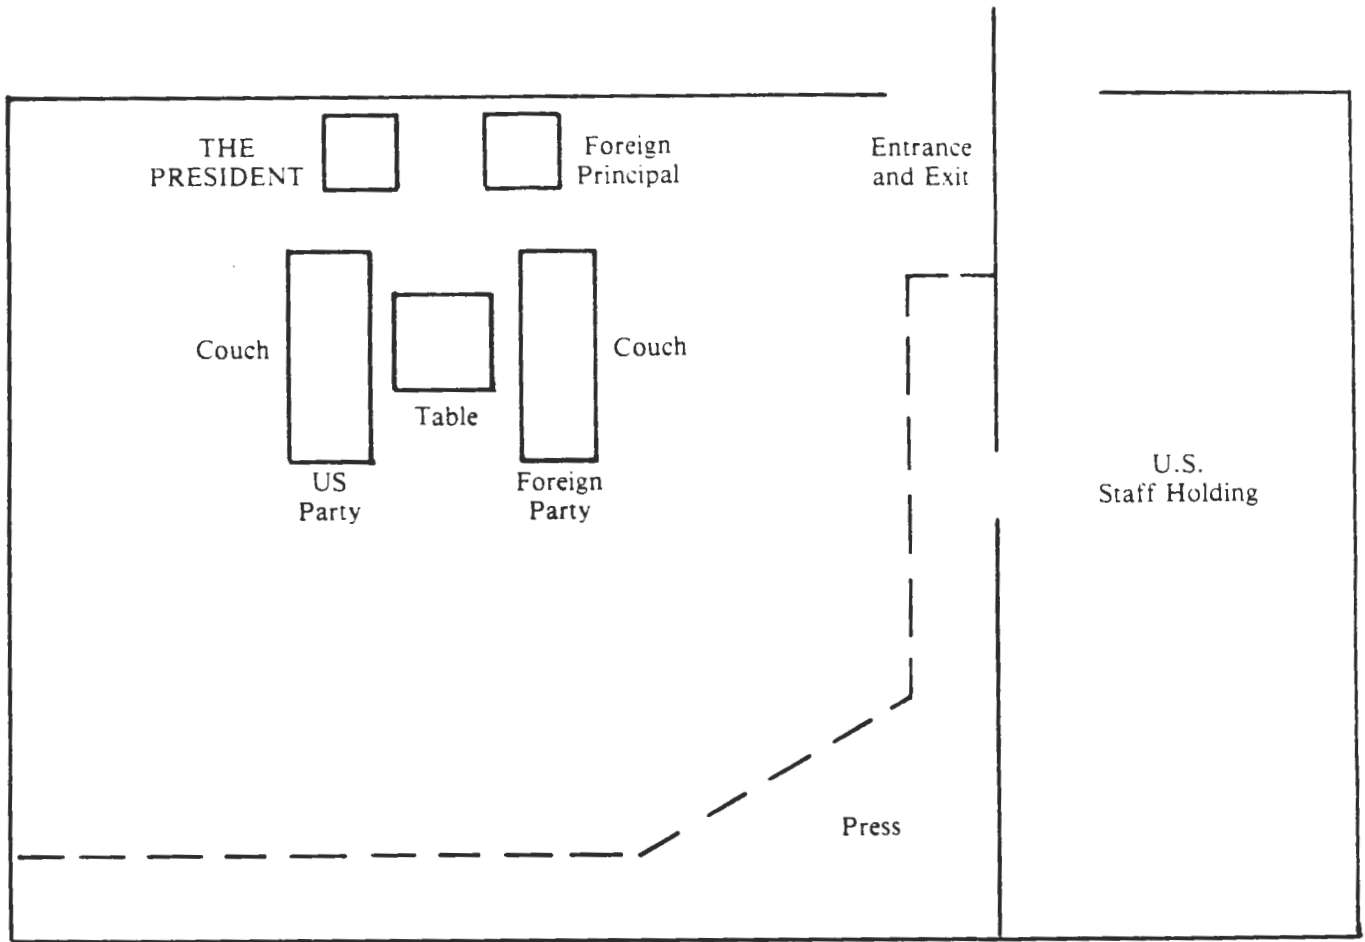 THE
PRESIDENT
Foreign
Principal
Entrance
and Exit
Couch
Couch
Table
US
Party
Foreign
Party
U.S.
Staff Holding
Press